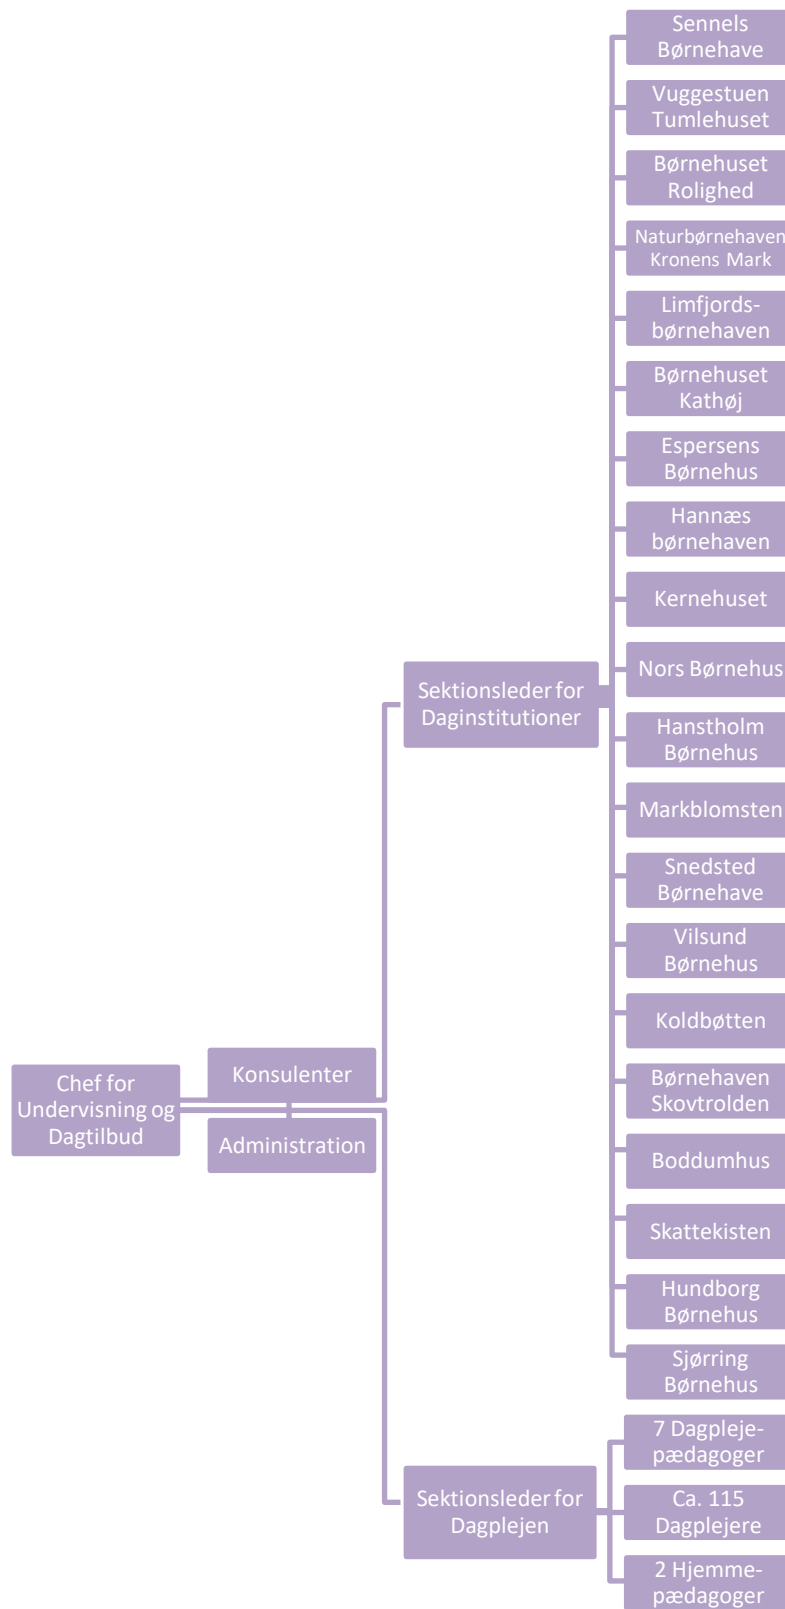 Sennels
Børnehave
Vuggestuen
Tumlehuset
Børnehuset
Rolighed
Naturbørnehaven
Kronens Mark
Limfjords-
børnehaven
Børnehuset
Kathøj
Espersens
Børnehus
Hannæs
børnehaven
Kernehuset
Nors Børnehus
Sektionsleder for
Daginstitutioner
Hanstholm
Børnehus
Markblomsten
Snedsted
Børnehave
Vilsund
Børnehus
Koldbøtten
Chef for
Undervisning og
Dagtilbud
Konsulenter
Administration
Børnehaven
Skovtrolden
Boddumhus
Skattekisten
Hundborg
Børnehus
Sjørring
Børnehus
Sektionsleder for
Dagplejen
7 Dagpleje-
pædagoger
Ca. 115
Dagplejere
2 Hjemme-
pædagoger